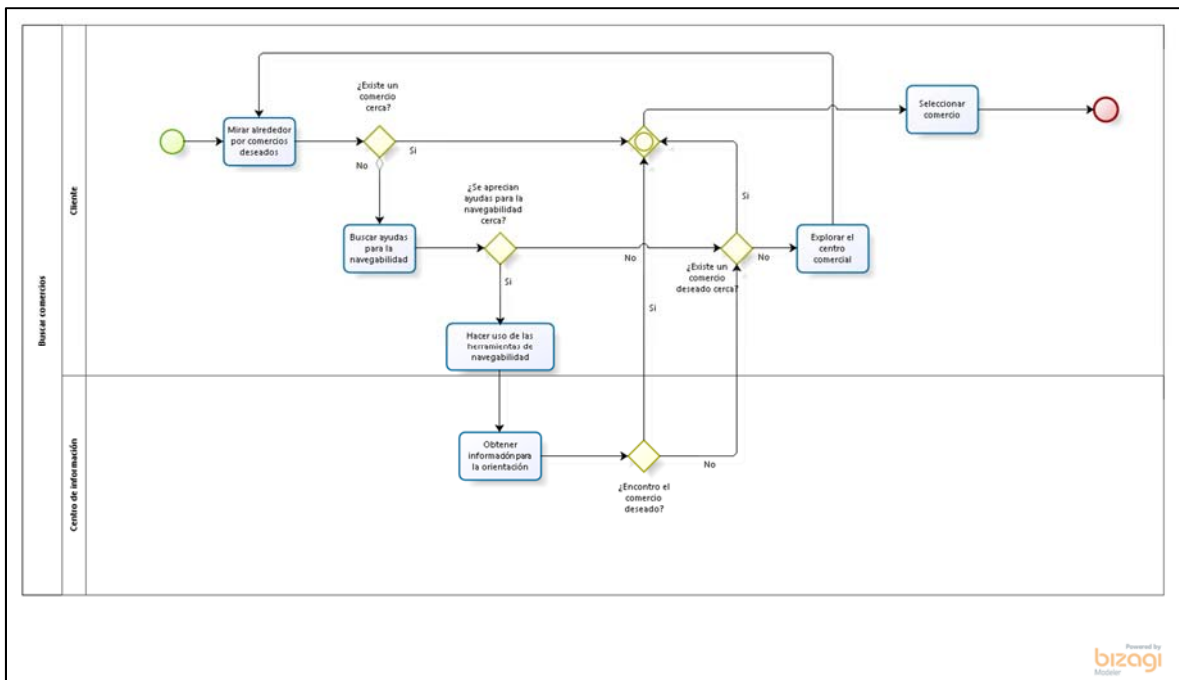 Buscar comercios
Cliente
Centro de información
¿Existe un
comercio
cerca?
Mirar alrededor
por comercios
deseados
Si
No
Seleccionar
comercio
¿Se aprecian
ayudas para la
navegabilidad
cerca?
Buscar ayudas
para la
navegabilidad
No
Si
¿Existe un
comercio
deseado cerca?
Si
No
Explorar el
centro
comercial
Si
Hacer uso de las
herramientas de
navegabilidad
Obtener
información para
la orientación
No
¿Encontro el
comercio
deseado?
Powered by
bizagi
Modeler